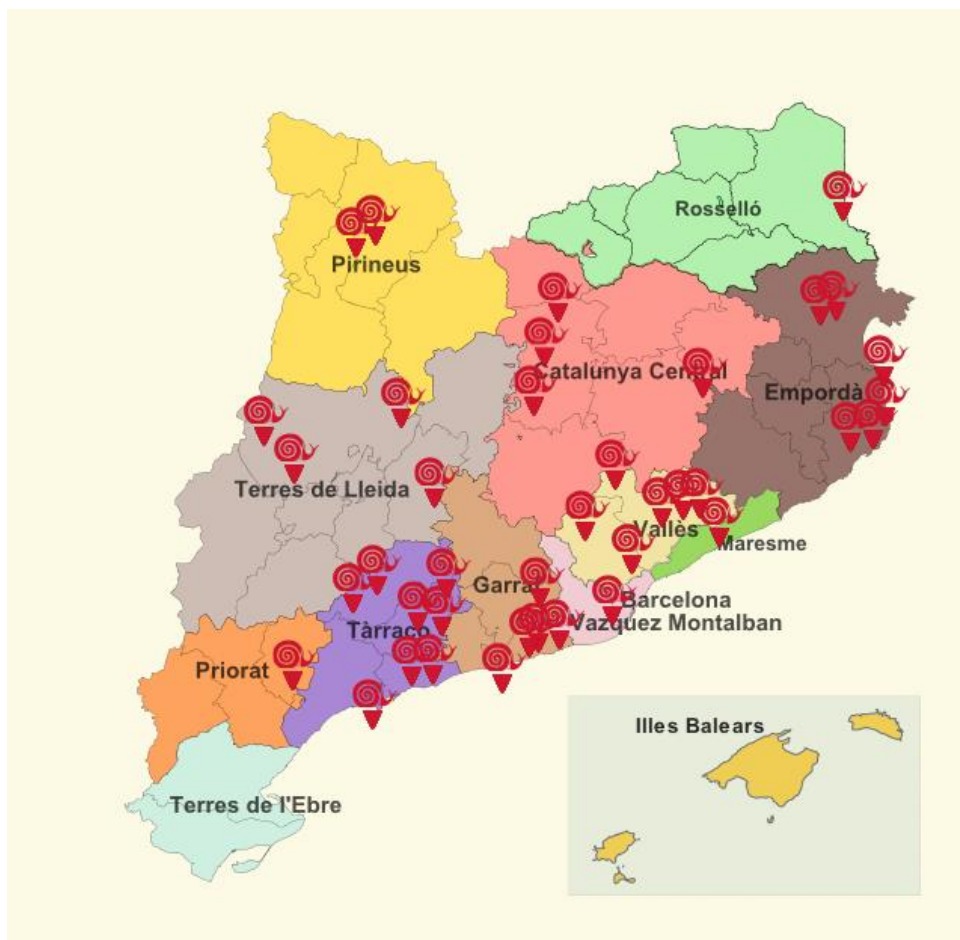 Rosselló
Pirineus
Catalunya Central
Empordà
Terres de Lleida
Vallès
Maresme
Garraf
Barcelona
Vazquez Montalban
Tàrraco
Priorat
Illes Balears
Terres de l'Ebre